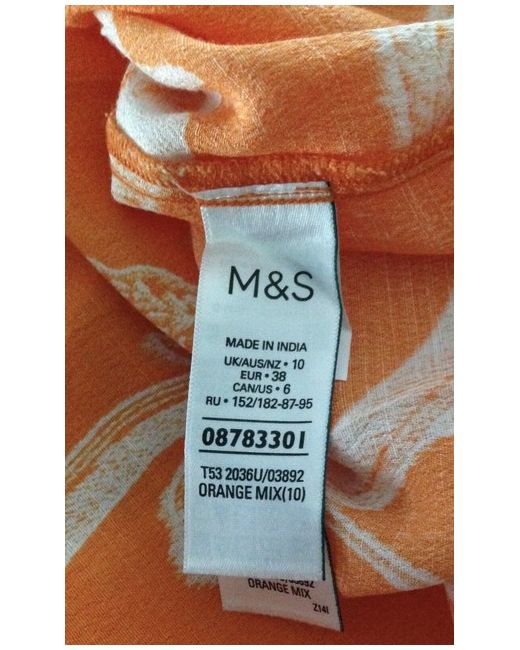 M&S
MADE IN INDIA
UK/AUS/NZ • 10
EUR • 38
CAN/US • 6
RU • 152/182-87-95
08783301
T53 2036U/03892
ORANGE MIX(10)
ORANGE MIX
Z14I